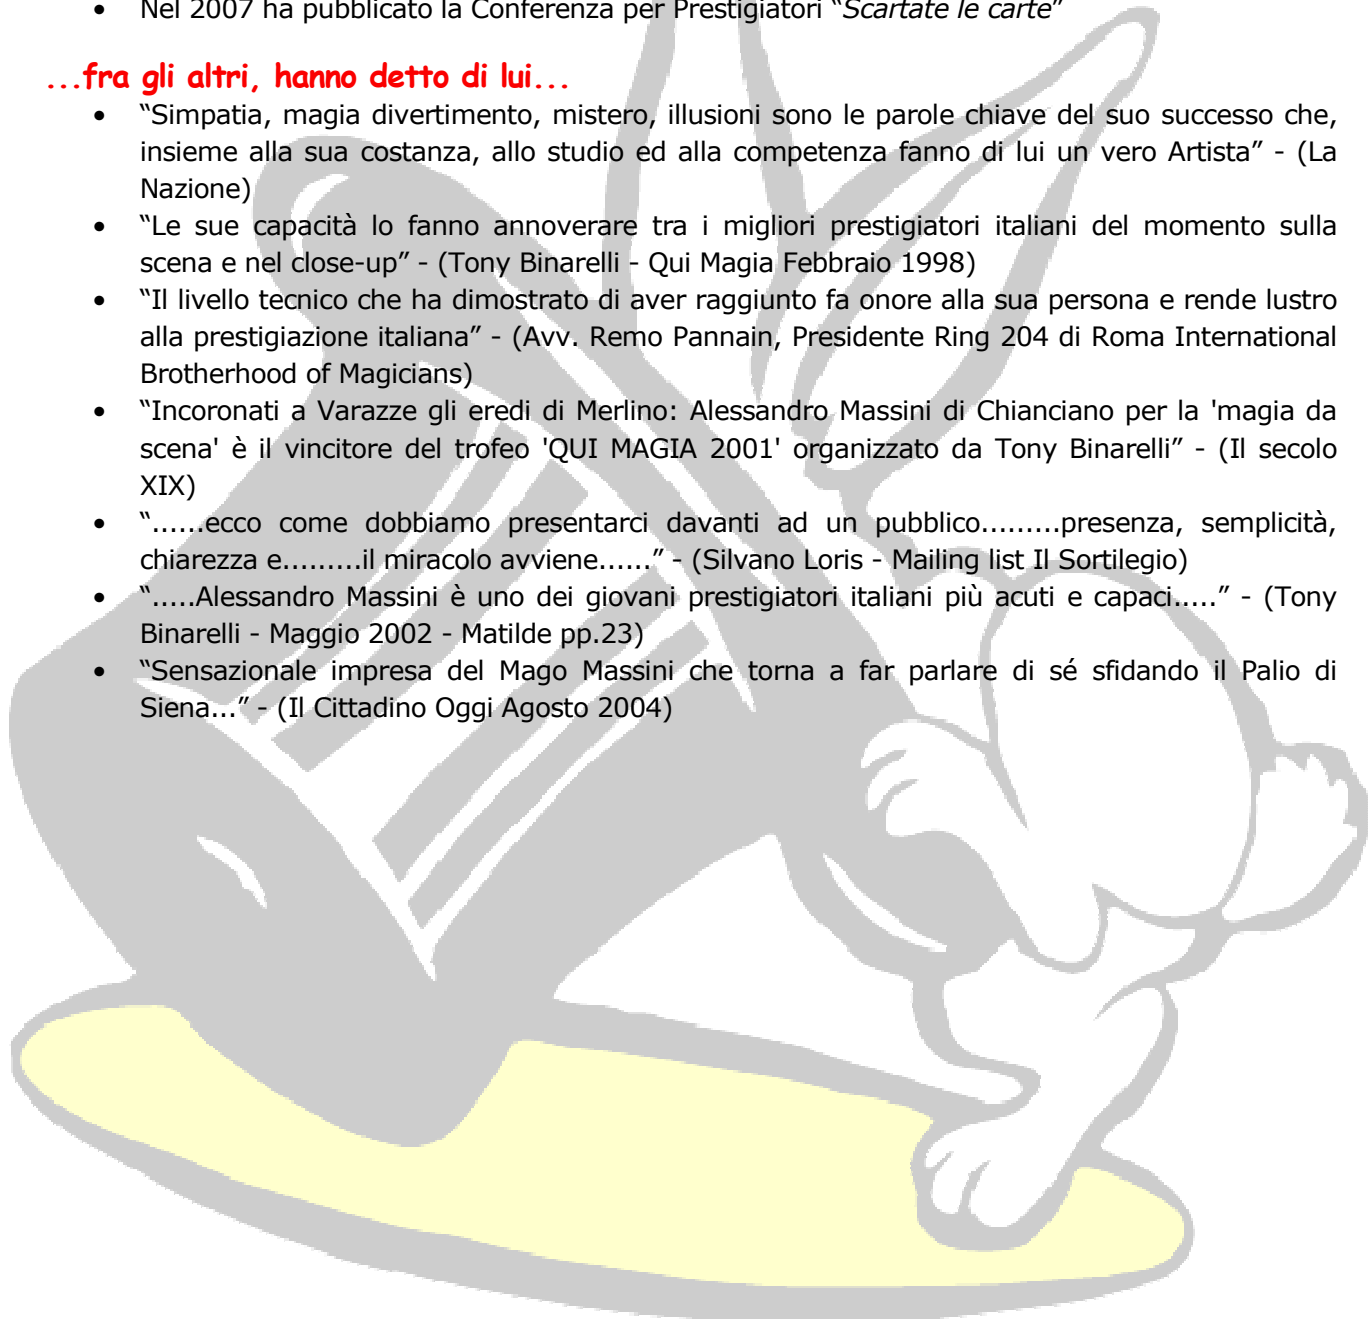 • Nel 2007 ha pubblicato la Conferenza per Prestigiatori “Scartate le carte”
...fra gli altri, hanno detto di lui...
• “Simpatia, magia divertimento, mistero, illusioni sono le parole chiave del suo successo che,
insieme alla sua costanza, allo studio ed alla competenza fanno di lui un vero Artista” - (La
Nazione)
• “Le sue capacità lo fanno annoverare tra i migliori prestigiatori italiani del momento sulla
scena e nel close-up” - (Tony Binarelli - Qui Magia Febbraio 1998)
• “Il livello tecnico che ha dimostrato di aver raggiunto fa onore alla sua persona e rende lustro
alla prestigiazione italiana” - (Avv. Remo Pannain, Presidente Ring 204 di Roma International
Brotherhood of Magicians)
• “Incoronati a Varazze gli eredi di Merlino: Alessandro Massini di Chianciano per la 'magia da
scena' è il vincitore del trofeo 'QUI MAGIA 2001' organizzato da Tony Binarelli” - (Il secolo
XIX)
• “......ecco come dobbiamo presentarci davanti ad un pubblico.........presenza, semplicità,
chiarezza e.........il miracolo avviene......” - (Silvano Loris - Mailing list Il Sortilegio)
• “.....Alessandro Massini è uno dei giovani prestigiatori italiani più acuti e capaci.....” - (Tony
Binarelli - Maggio 2002 - Matilde pp.23)
• “Sensazionale impresa del Mago Massini che torna a far parlare di sé sfidando il Palio di
Siena...” - (Il Cittadino Oggi Agosto 2004)